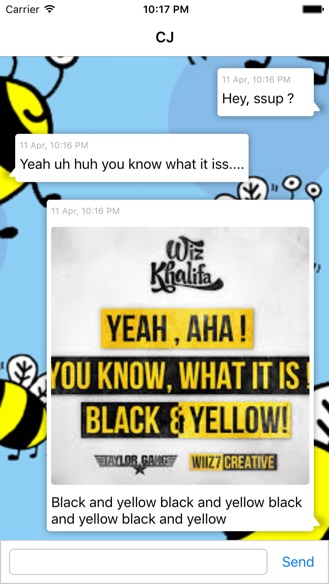 Carrier 10:17 PM
CJ
11 Apr, 10:16 PM
Hey, ssup ?
11 Apr, 10:16 PM
Yeah uh huh you know what it iss....
11 Apr, 10:16 PM
Wiz
Khalifa
YEAH , AHA !
YOU KNOW, WHAT IT IS !
BLACK & YELLOW!
TAYLOR GANG WIIZ7 CREATIVE
Black and yellow black and yellow black
and yellow black and yellow
Send